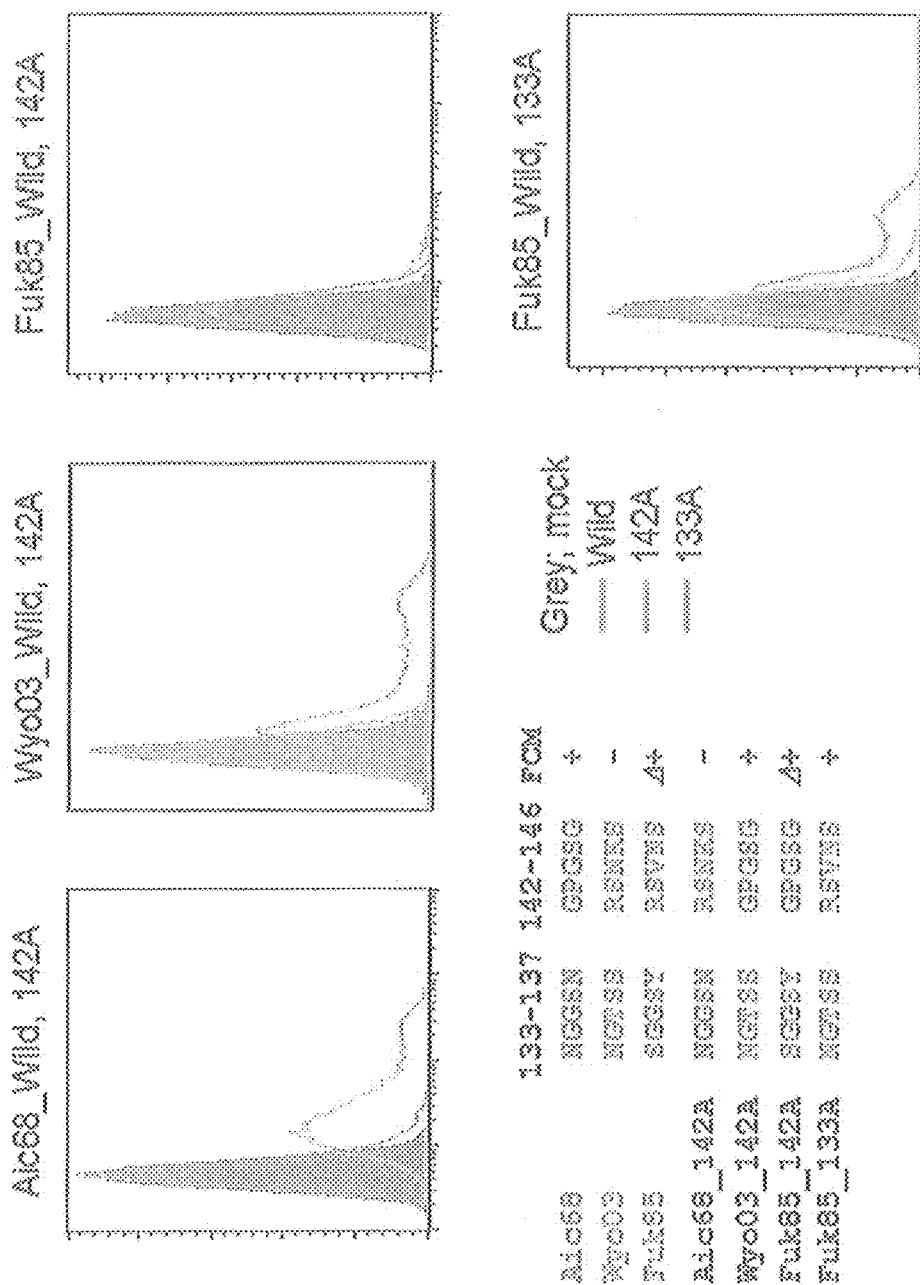 Aic68_Wild, 142A
Wyo03_Wild, 142A
Fuk85_Wild, 142A
Fuk85_Wild, 133A
Grey; mock
Wild
142A
133A
133-137 142-146 FCM
Aic68 NGGSN GPGSG +
Wyo03 NGTSS RSNKS -
Fuk85 SGGSY RSVNS Δ+
Aic68_142A NGGSN RSNKS -
Wyo03_142A NGTSS GPGSG +
Fuk85_142A SGGSY GPGSG Δ+
Fuk85_133A NGTSS RSVNS +